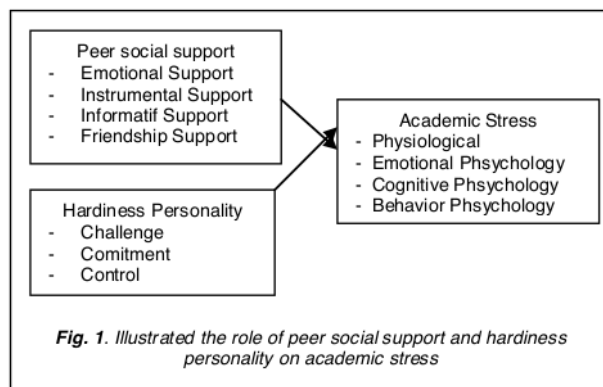 Peer social support
- Emotional Support
- Instrumental Support
- Informatif Support
- Friendship Support
Academic Stress
- Physiological
- Emotional Phsychology
- Cognitive Phsychology
- Behavior Phsychology
Hardiness Personality
- Challenge
- Comitment
- Control
Fig. 1. Illustrated the role of peer social support and hardiness
personality on academic stress